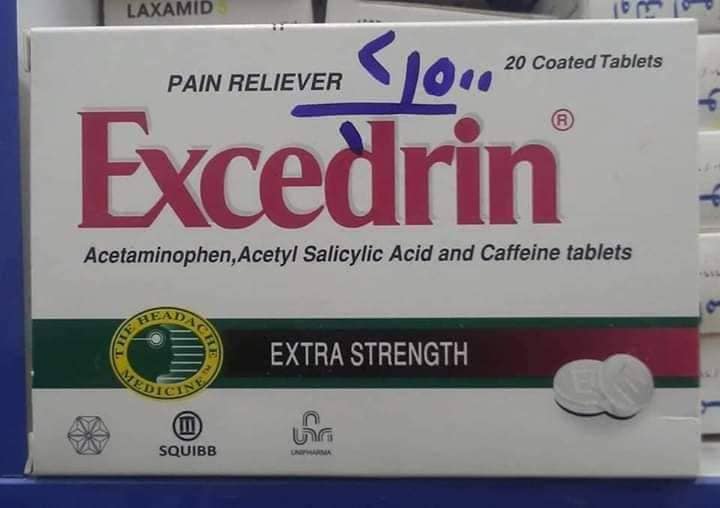 LAXAMID
PAIN RELIEVER
20 Coated Tablets
Excedrin®
Acetaminophen,Acetyl Salicylic Acid and Caffeine tablets
THE HEADACHE MEDICINE™
EXTRA STRENGTH
SQUIBB
UNIPHARMA